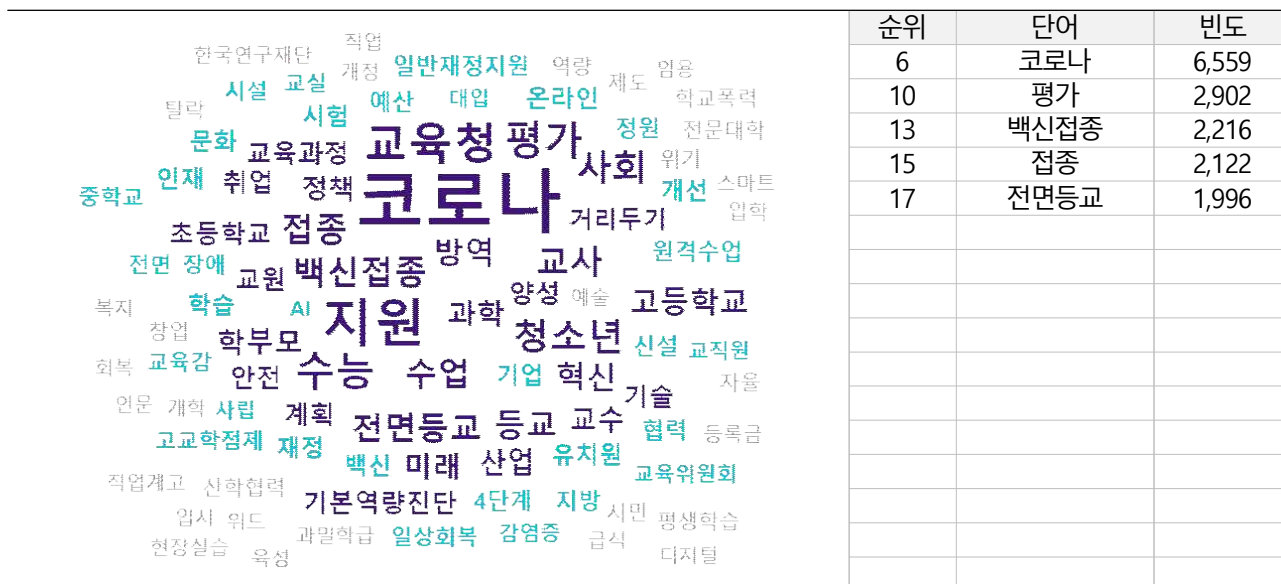 직업
한국연구재단
개정 일반재정지원 역량 제도 임용
시설 교실
탈락 시험 예산 대입 온라인 학교폭력
문화 교육과정 교육청 평가 정원 전문대학
중학교 인재 취업 정책 코로나 사회 위기 개선 스마트
입학
초등학교 접종 거리두기
전면 장애 교원 백신접종 방역 교사 원격수업
복지 학습 AI 지원 과학 양성 예술 고등학교
창업 학부모 청소년 신설 교직원
회복 교육감 안전 수능 수업 기업 혁신 자율
인문 개학 사립 계획 전면등교 등교 교수 기술 협력 등록금
고교학점제 재정 백신 미래 산업 유치원 교육위원회
직업계고 산학협력 기본역량진단 4단계 지방 시민 평생학습
입시 위드
현장실습 육성 과밀학급 일상회복 감염증 급식 디지털
순위 단어 빈도
6 코로나 6,559
10 평가 2,902
13 백신접종 2,216
15 접종 2,122
17 전면등교 1,996